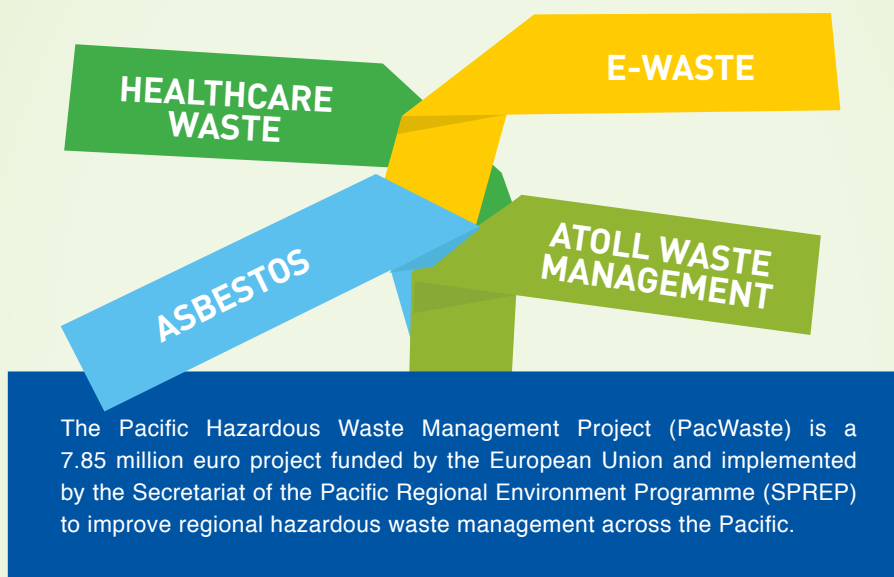 HEALTHCARE
WASTE
E-WASTE
ASBESTOS
ATOLL WASTE
MANAGEMENT
The Pacific Hazardous Waste Management Project (PacWaste) is a
7.85 million euro project funded by the European Union and implemented
by the Secretariat of the Pacific Regional Environment Programme (SPREP)
to improve regional hazardous waste management across the Pacific.